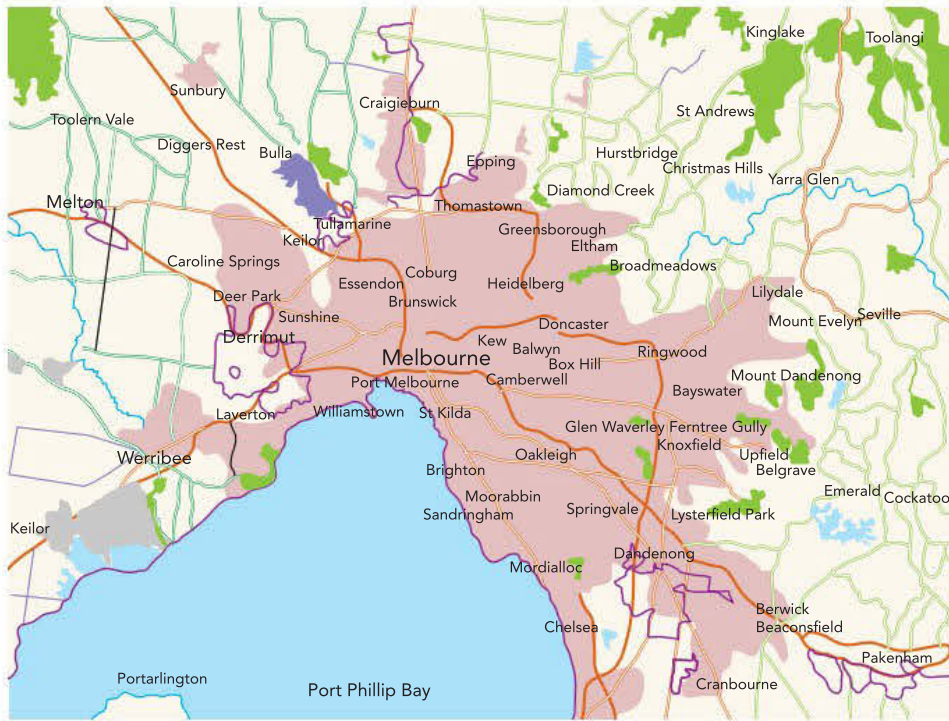 Kinglake
Toolangi
Sunbury
Craigieburn
St Andrews
Toolern Vale
Diggers Rest
Bulla
Epping
Hurstbridge
Christmas Hills
Yarra Glen
Diamond Creek
Melton
Thomastown
Tullamarine
Greensborough
Keilor
Eltham
Caroline Springs
Coburg
Broadmeadows
Essendon
Heidelberg
Deer Park
Brunswick
Lilydale
Sunshine
Doncaster
Mount Evelyn
Seville
Derrimut
Kew
Balwyn
Ringwood
Melbourne
Box Hill
Port Melbourne
Camberwell
Mount Dandenong
Bayswater
Laverton
Williamstown
St Kilda
Glen Waverley
Ferntree Gully
Knoxfield
Werribee
Oakleigh
Upfield
Brighton
Belgrave
Moorabbin
Emerald
Cockatoo
Sandringham
Springvale
Lysterfield Park
Keilor
Dandenong
Mordialloc
Berwick
Chelsea
Beaconsfield
Pakenham
Portarlington
Port Phillip Bay
Cranbourne